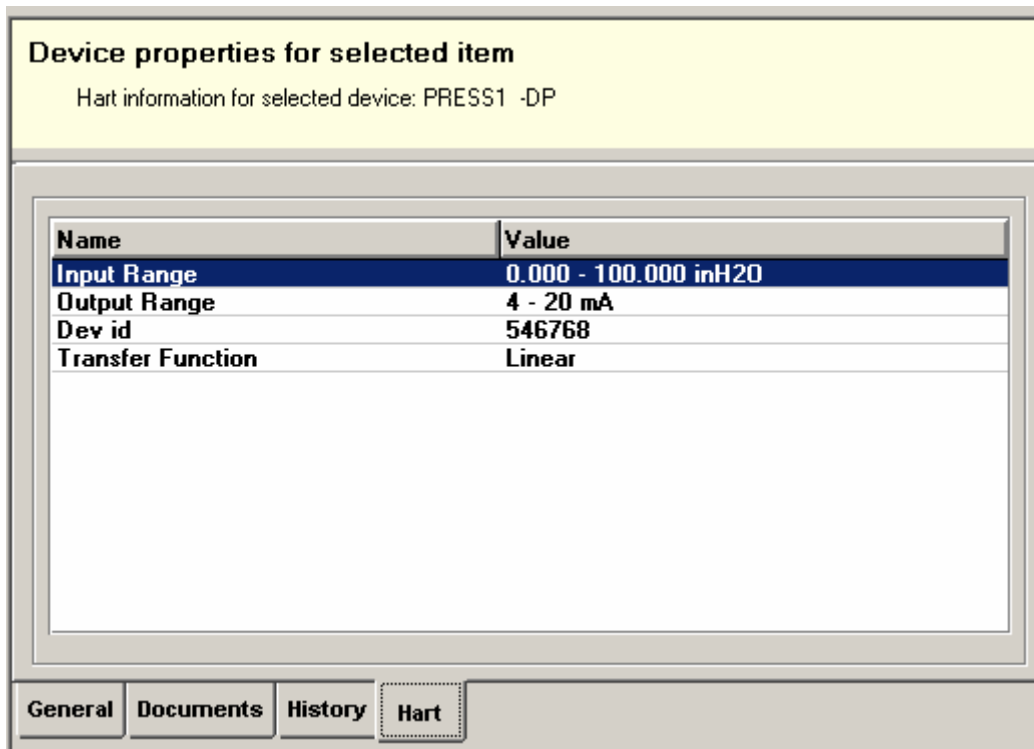 Device properties for selected item
Hart information for selected device: PRESS1 -DP
Name Value
Input Range 0.000 - 100.000 inH2O
Output Range 4 - 20 mA
Dev id 546768
Transfer Function Linear
General Documents History Hart